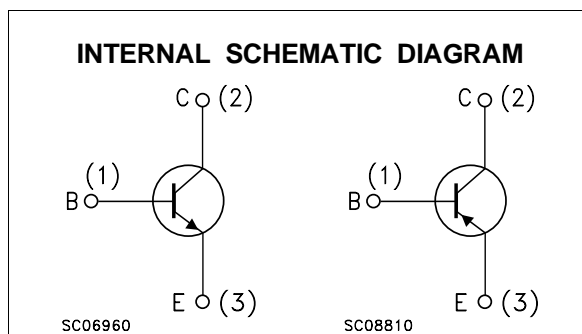 INTERNAL SCHEMATIC DIAGRAM
C (2)
C (2)
(1)
(1)
B
B
E (3)
E (3)
SC06960
SC08810